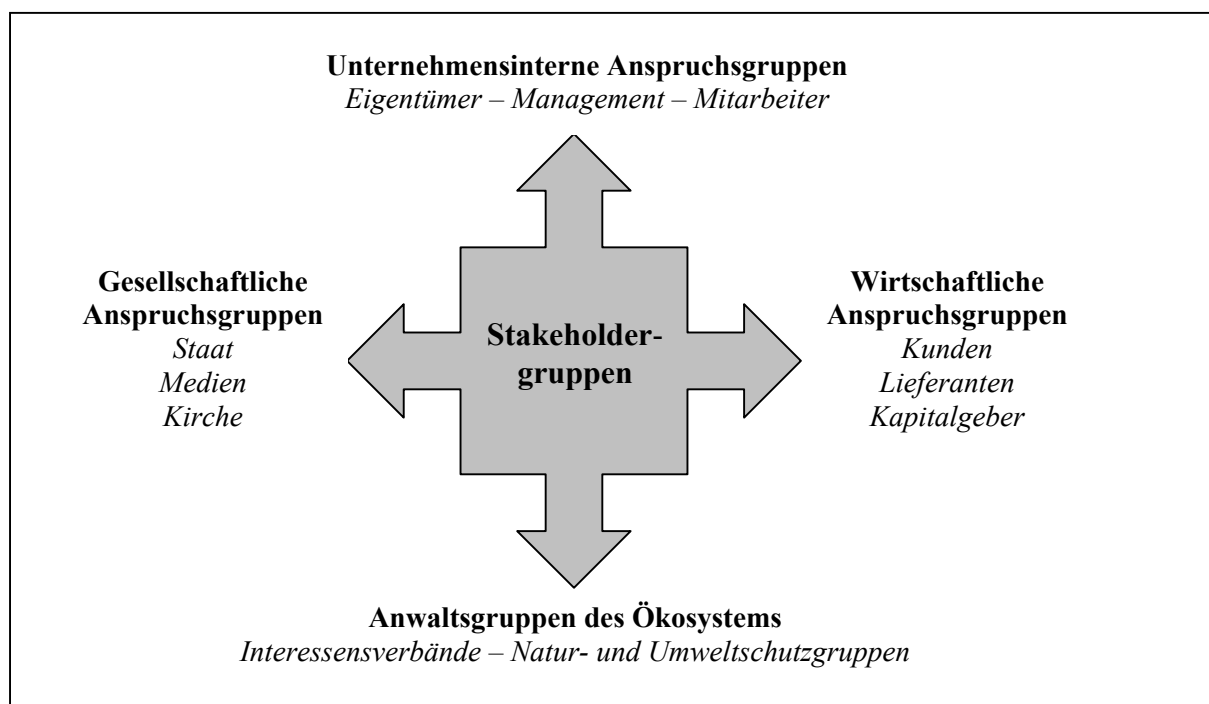 Unternehmensinterne Anspruchsgruppen
Eigentümer – Management – Mitarbeiter
Gesellschaftliche
Anspruchsgruppen
Staat
Medien
Kirche
Stakeholder-
gruppen
Wirtschaftliche
Anspruchsgruppen
Kunden
Lieferanten
Kapitalgeber
Anwaltsgruppen des Ökosystems
Interessensverbände – Natur- und Umweltschutzgruppen